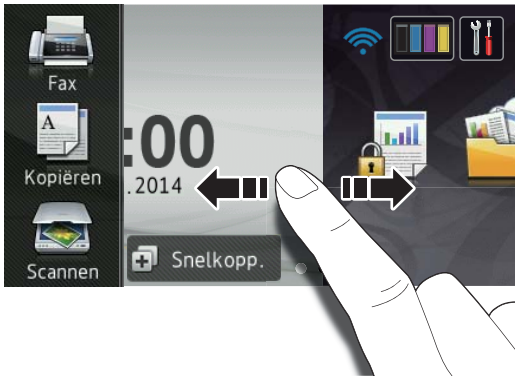 Fax
A
Kopiëren
:00
.2014
Scannen
Snelkopp.